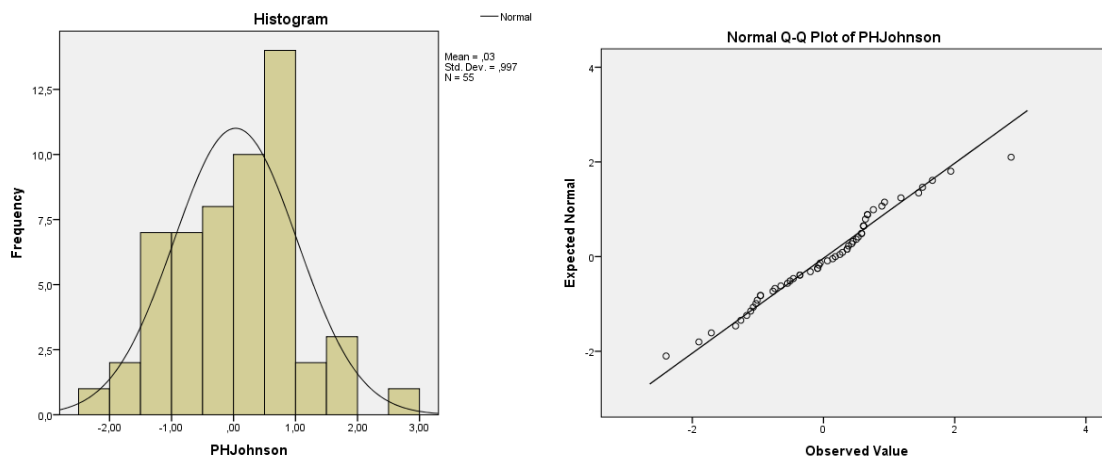 Histogram
Normal
Mean = ,03
Std. Dev. = ,997
N = 55
12,5
10,0
7,5
5,0
2,5
0,0
Frequency
-2,00 -1,00 ,00 1,00 2,00 3,00
PHJohnson
Normal Q-Q Plot of PHJohnson
4
2
0
-2
Expected Normal
-2 0 2 4
Observed Value